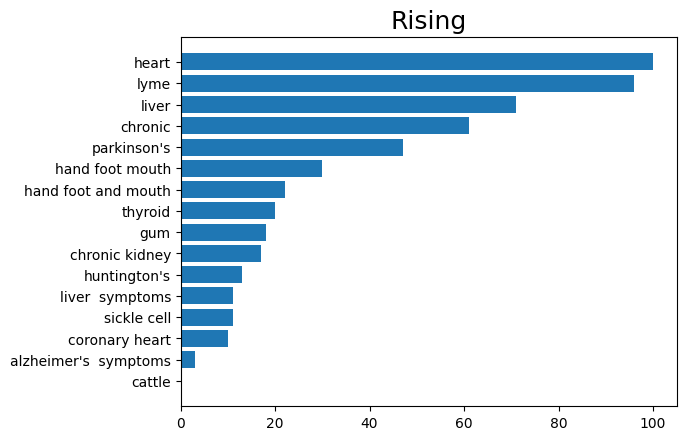 Rising
heart
lyme
liver
chronic
parkinson's
hand foot mouth
hand foot and mouth
thyroid
gum
chronic kidney
huntington's
liver  symptoms
sickle cell
coronary heart
alzheimer's  symptoms
cattle
0 20 40 60 80 100